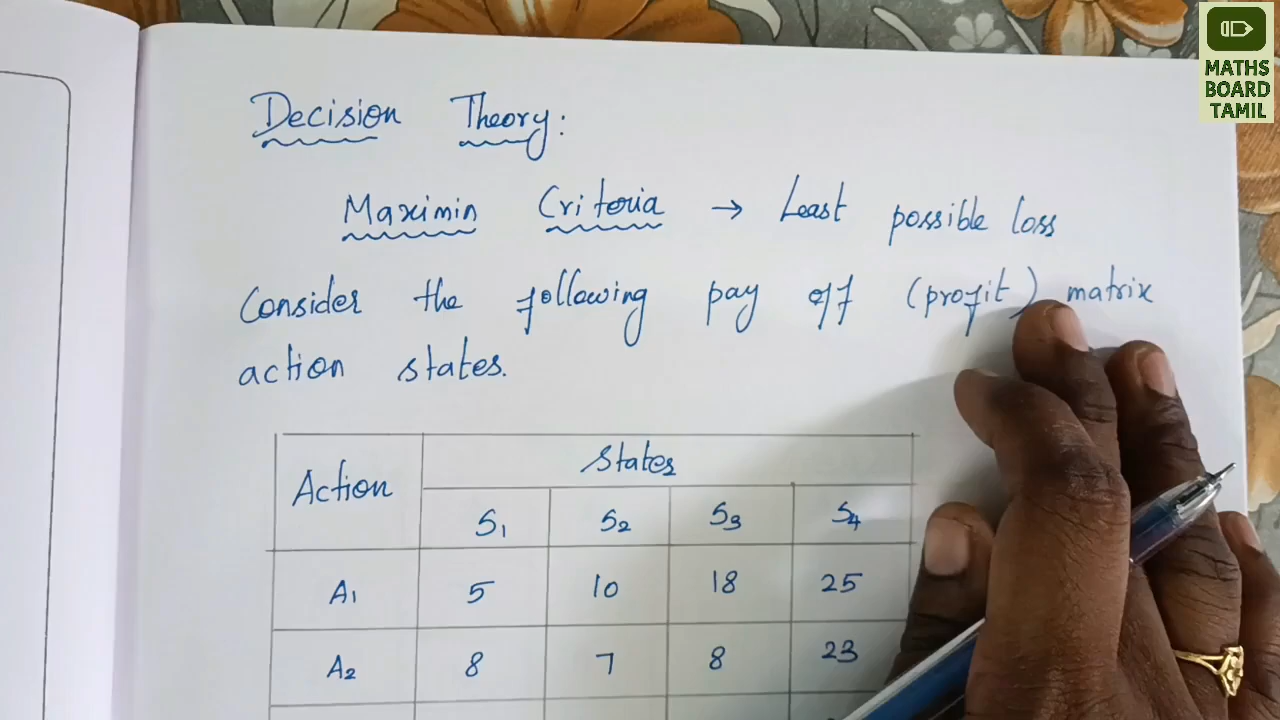 MATHS
BOARD
TAMIL
Decision Theory:
Maximin Criteria → Least possible loss
Consider the following pay off (profit) matrix
action states.
Action States
S₁ S₂ S₃ S₄
A₁ 5 10 18 25
A₂ 8 7 8 23